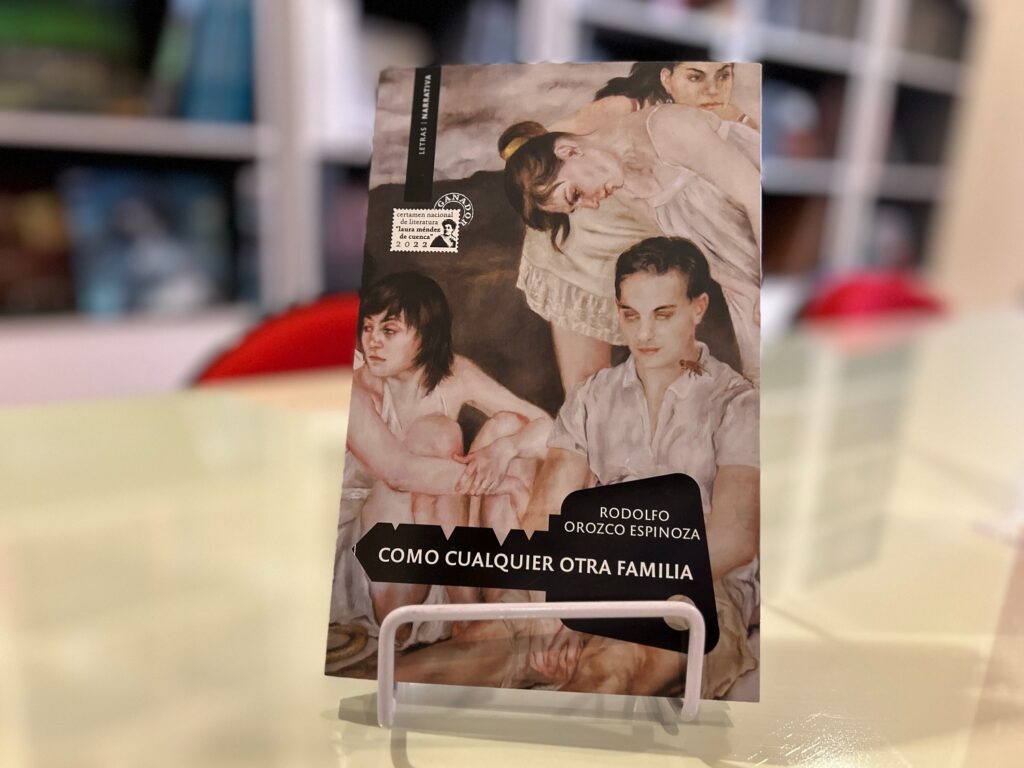 LETRAS | NARRATIVA
GANADOR
certamen nacional
de literatura
"laura méndez
de cuenca"
2022
RODOLFO
OROZCO ESPINOZA
COMO CUALQUIER OTRA FAMILIA